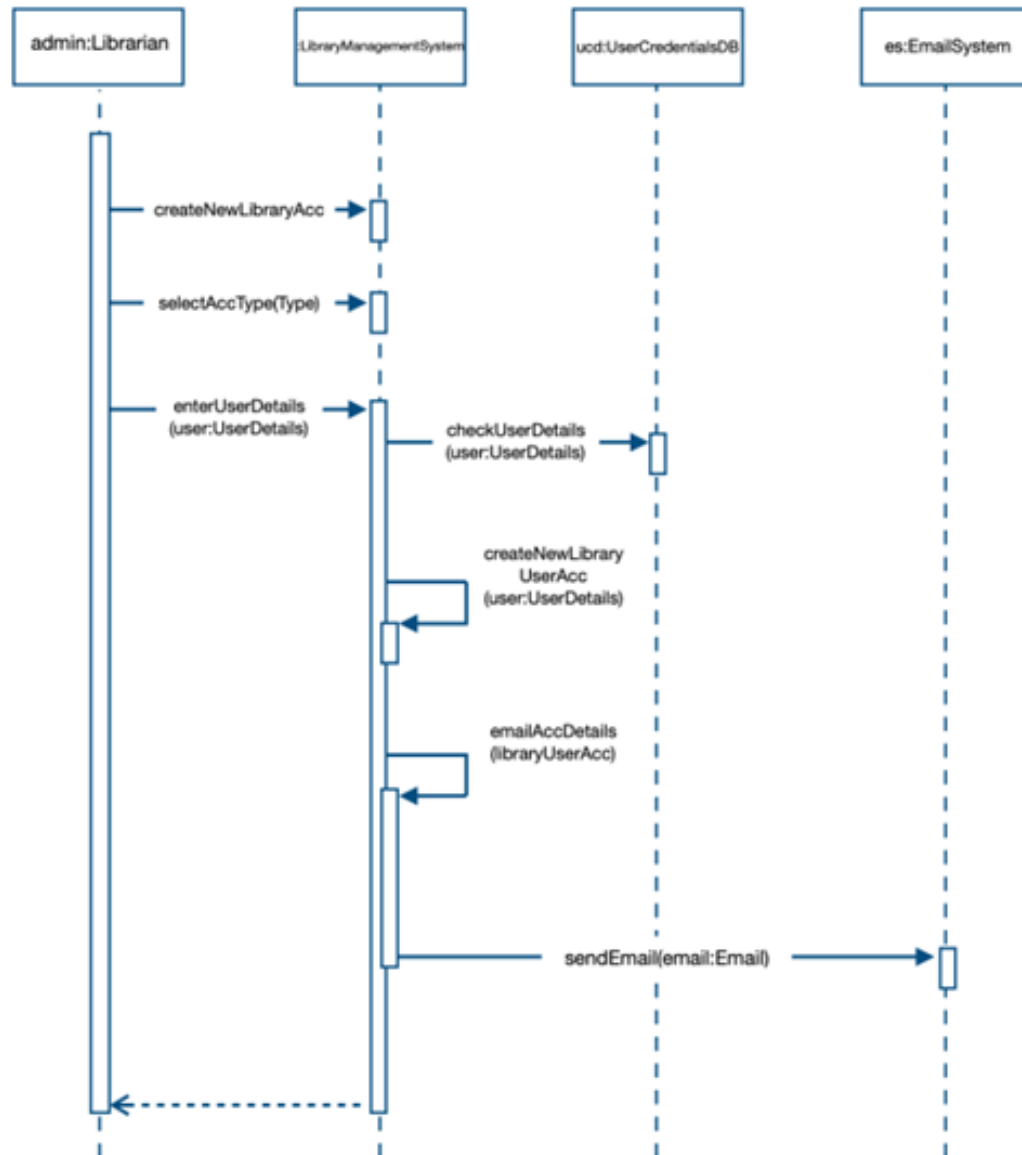 admin:Librarian
:LibraryManagementSystem
ucd:UserCredentialsDB
es:EmailSystem
createNewLibraryAcc
selectAccType(Type)
enterUserDetails
(user:UserDetails)
checkUserDetails
(user:UserDetails)
createNewLibrary
UserAcc
(user:UserDetails)
emailAccDetails
(libraryUserAcc)
sendEmail(email:Email)